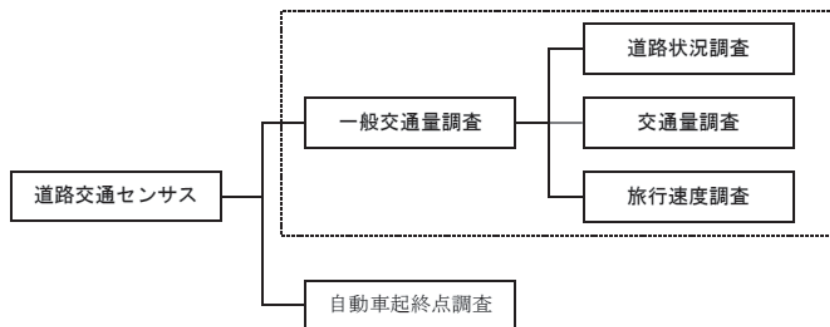 道路交通センサス
一般交通量調査
道路状況調査
交通量調査
旅行速度調査
自動車起終点調査